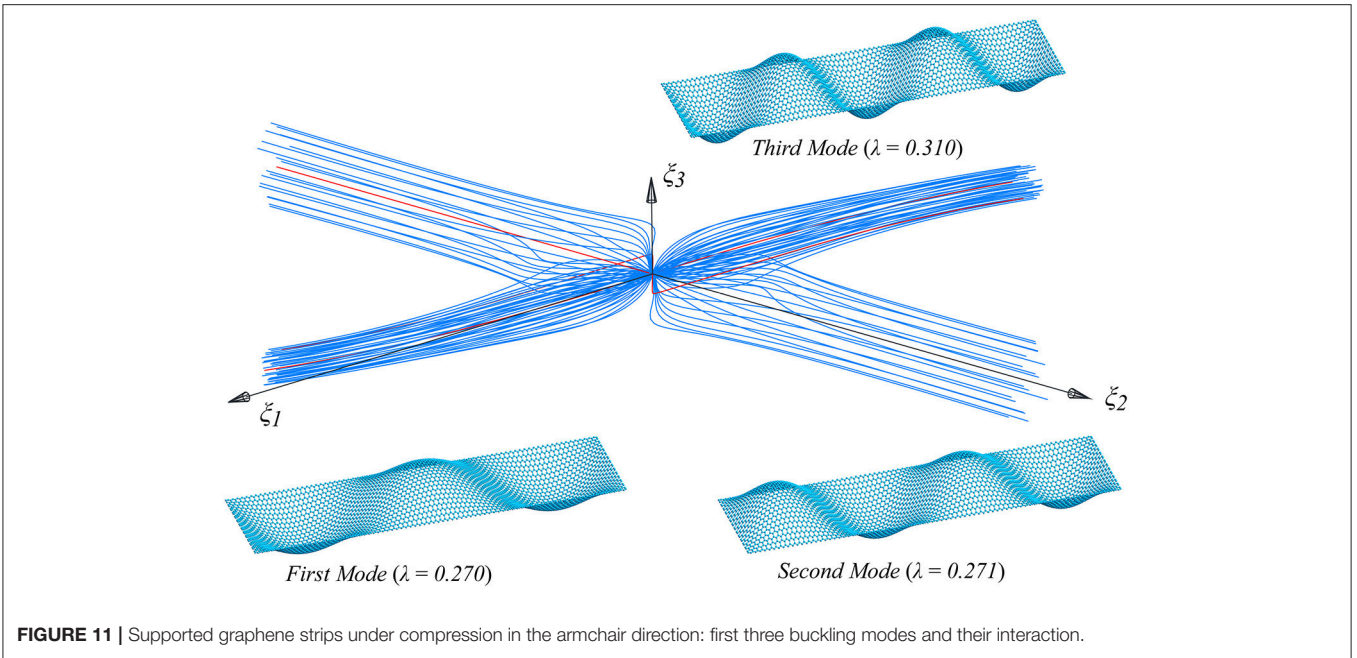 Third Mode (λ = 0.310)
ξ3
ξ1
ξ2
First Mode (λ = 0.270)
Second Mode (λ = 0.271)
FIGURE 11 | Supported graphene strips under compression in the armchair direction: first three buckling modes and their interaction.